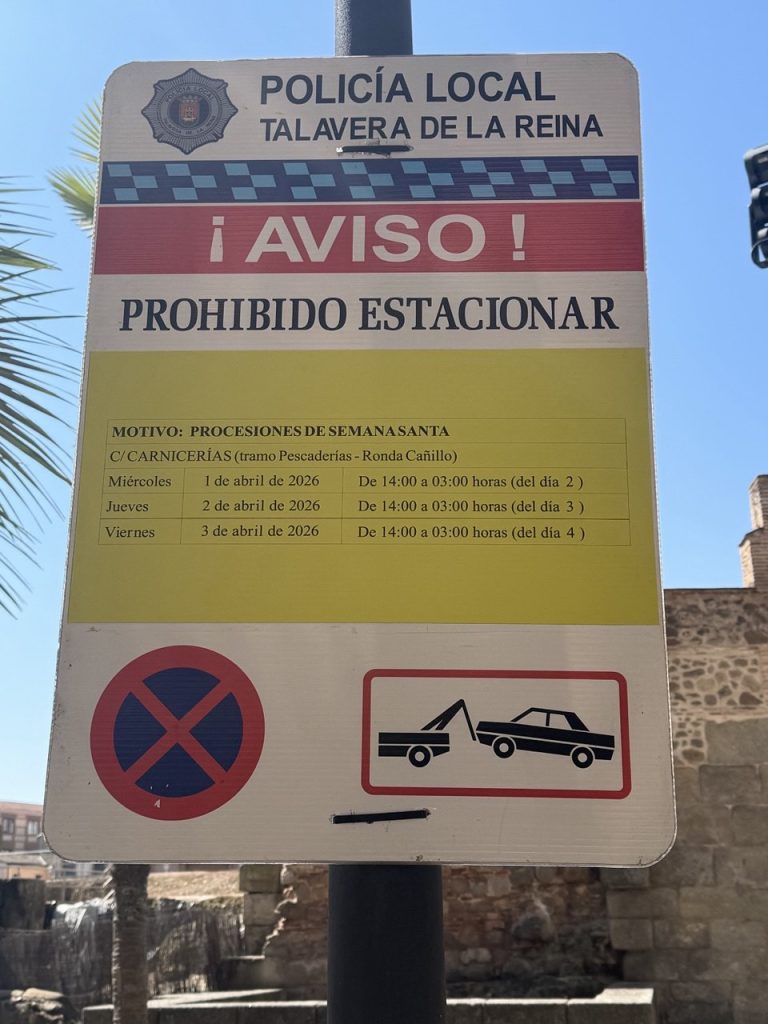 POLICÍA LOCAL
TALAVERA DE LA REINA
¡ AVISO !
PROHIBIDO ESTACIONAR
MOTIVO: PROCESIONES DE SEMANA SANTA
C/ CARNICERÍAS (tramo Pescaderías - Ronda Cañillo)
Miércoles 1 de abril de 2026 De 14:00 a 03:00 horas (del día 2 )
Jueves 2 de abril de 2026 De 14:00 a 03:00 horas (del día 3 )
Viernes 3 de abril de 2026 De 14:00 a 03:00 horas (del día 4 )